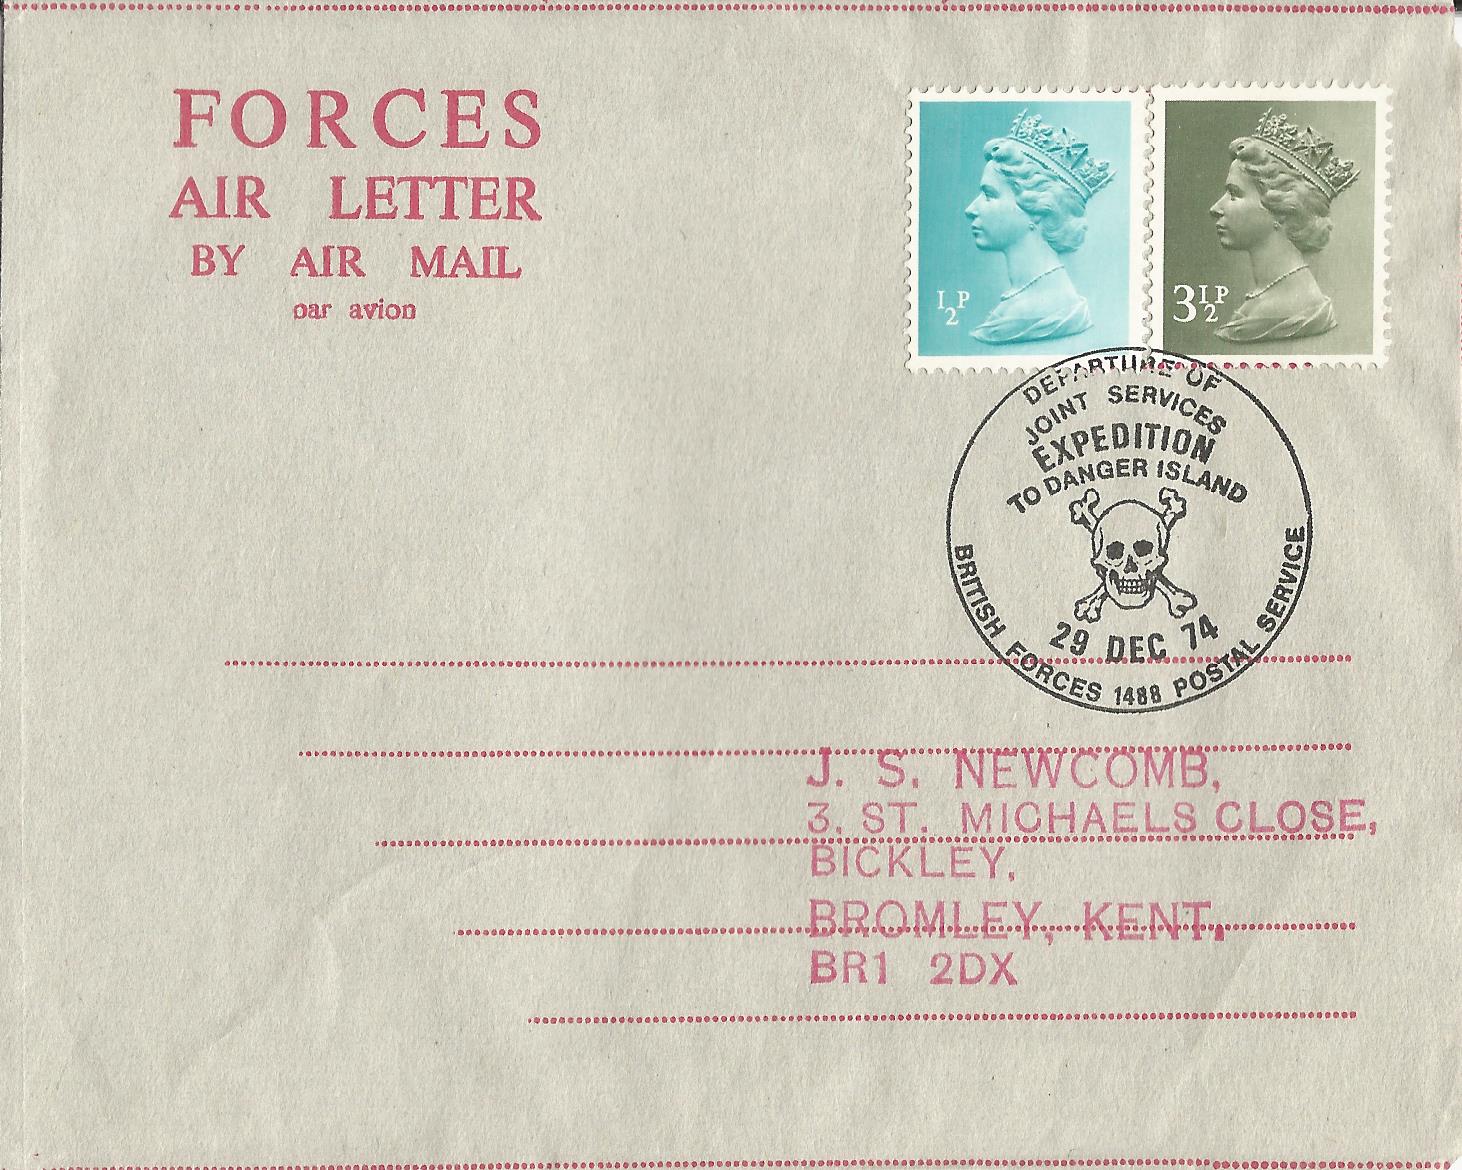 FORCES
AIR LETTER
BY AIR MAIL
par avion
½P
3½P
DEPARTURE OF
JOINT SERVICES
EXPEDITION
TO DANGER ISLAND
29 DEC 74
BRITISH FORCES 1488 POSTAL SERVICE
J. S. NEWCOMB,
3, ST. MICHAELS CLOSE,
BICKLEY,
BROMLEY, KENT,
BR1 2DX